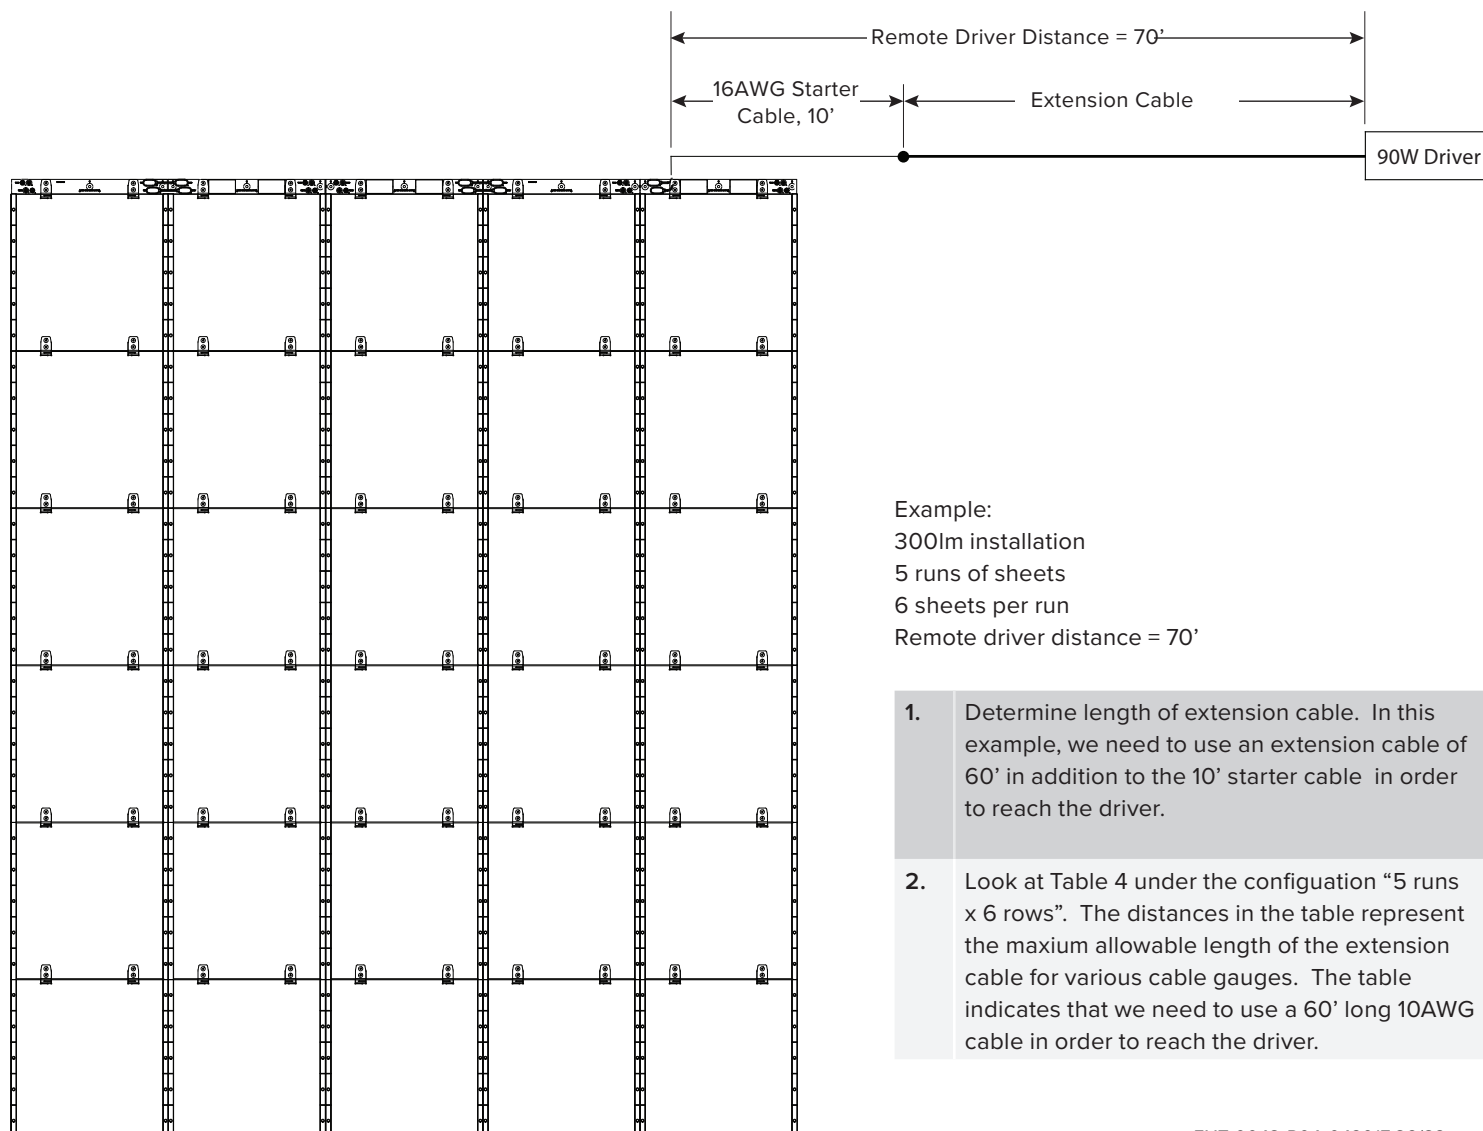 Remote Driver Distance = 70’
16AWG Starter
Cable, 10’
Extension Cable
90W Driver
Example:
300lm installation
5 runs of sheets
6 sheets per run
Remote driver distance = 70’
1. Determine length of extension cable. In this
example, we need to use an extension cable of
60’ in addition to the 10’ starter cable in order
to reach the driver.
2. Look at Table 4 under the configuation “5 runs
x 6 rows”. The distances in the table represent
the maxium allowable length of the extension
cable for various cable gauges. The table
indicates that we need to use a 60’ long 10AWG
cable in order to reach the driver.